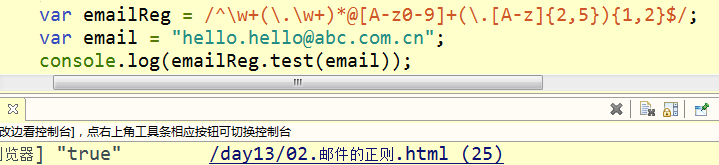 var emailReg = /^\w+(\.\w+)*@[A-z0-9]+(\.[A-z]{2,5}){1,2}$/;
var email = "hello.hello@abc.com.cn";
console.log(emailReg.test(email));
改边看控制台]，点右上角工具条相应按钮可切换控制台
览器] "true" /day13/02.邮件的正则.html (25)